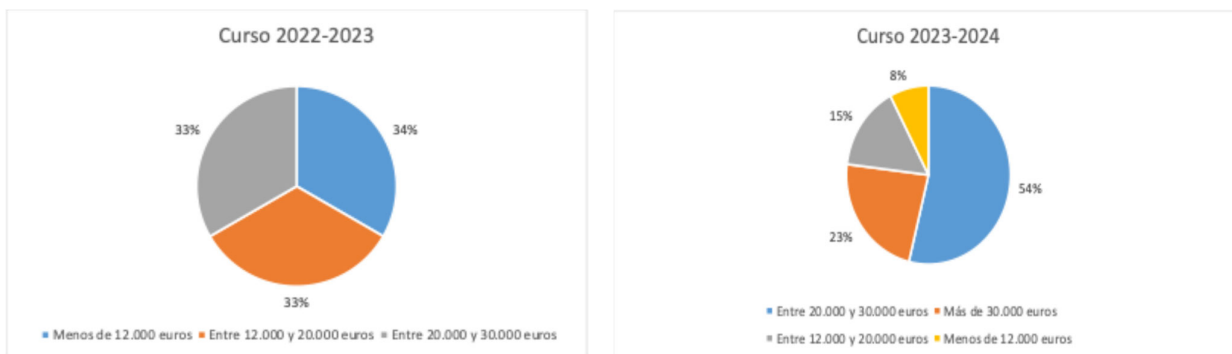 Curso 2022-2023
33%
34%
33%
Menos de 12.000 euros Entre 12.000 y 20.000 euros Entre 20.000 y 30.000 euros
Curso 2023-2024
8%
15%
54%
23%
Entre 20.000 y 30.000 euros Más de 30.000 euros
Entre 12.000 y 20.000 euros Menos de 12.000 euros